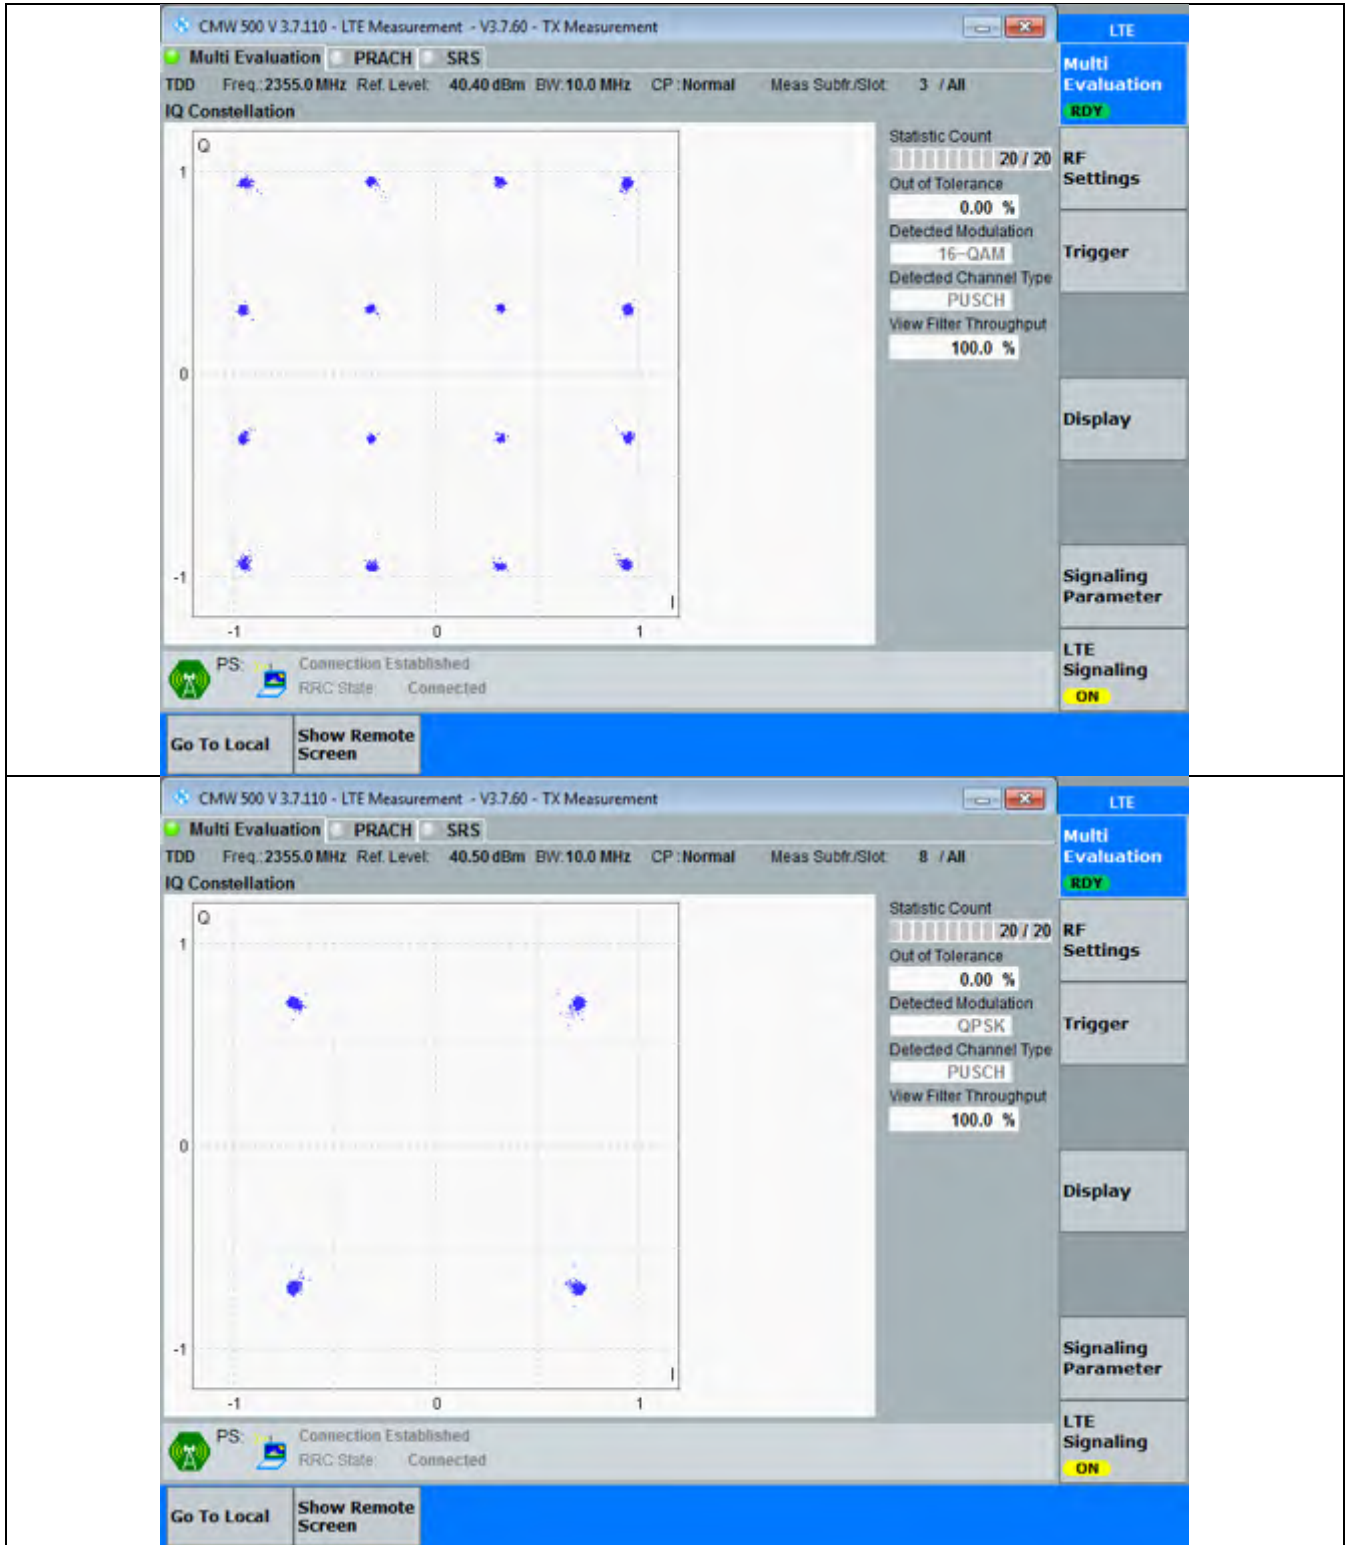 CMW 500 V 3.7.110 - LTE Measurement - V3.7.60 - TX Measurement
LTE
Multi Evaluation PRACH SRS
Multi
Evaluation
RDY
TDD Freq.: 2355.0 MHz Ref. Level: 40.40 dBm BW: 10.0 MHz CP : Normal Meas Subfr./Slot: 3 / All
IQ Constellation
Q
1
0
-1
-1 0 1
I
Statistic Count
20 / 20
Out of Tolerance
0.00 %
Detected Modulation
16-QAM
Detected Channel Type
PUSCH
View Filter Throughput
100.0 %
RF
Settings
Trigger
Display
Signaling
Parameter
LTE
Signaling
ON
PS: Connection Established
RRC State: Connected
Go To Local
Show Remote
Screen
CMW 500 V 3.7.110 - LTE Measurement - V3.7.60 - TX Measurement
LTE
Multi Evaluation PRACH SRS
Multi
Evaluation
RDY
TDD Freq.: 2355.0 MHz Ref. Level: 40.50 dBm BW: 10.0 MHz CP : Normal Meas Subfr./Slot: 8 / All
IQ Constellation
Q
1
0
-1
-1 0 1
I
Statistic Count
20 / 20
Out of Tolerance
0.00 %
Detected Modulation
QPSK
Detected Channel Type
PUSCH
View Filter Throughput
100.0 %
RF
Settings
Trigger
Display
Signaling
Parameter
LTE
Signaling
ON
PS: Connection Established
RRC State: Connected
Go To Local
Show Remote
Screen